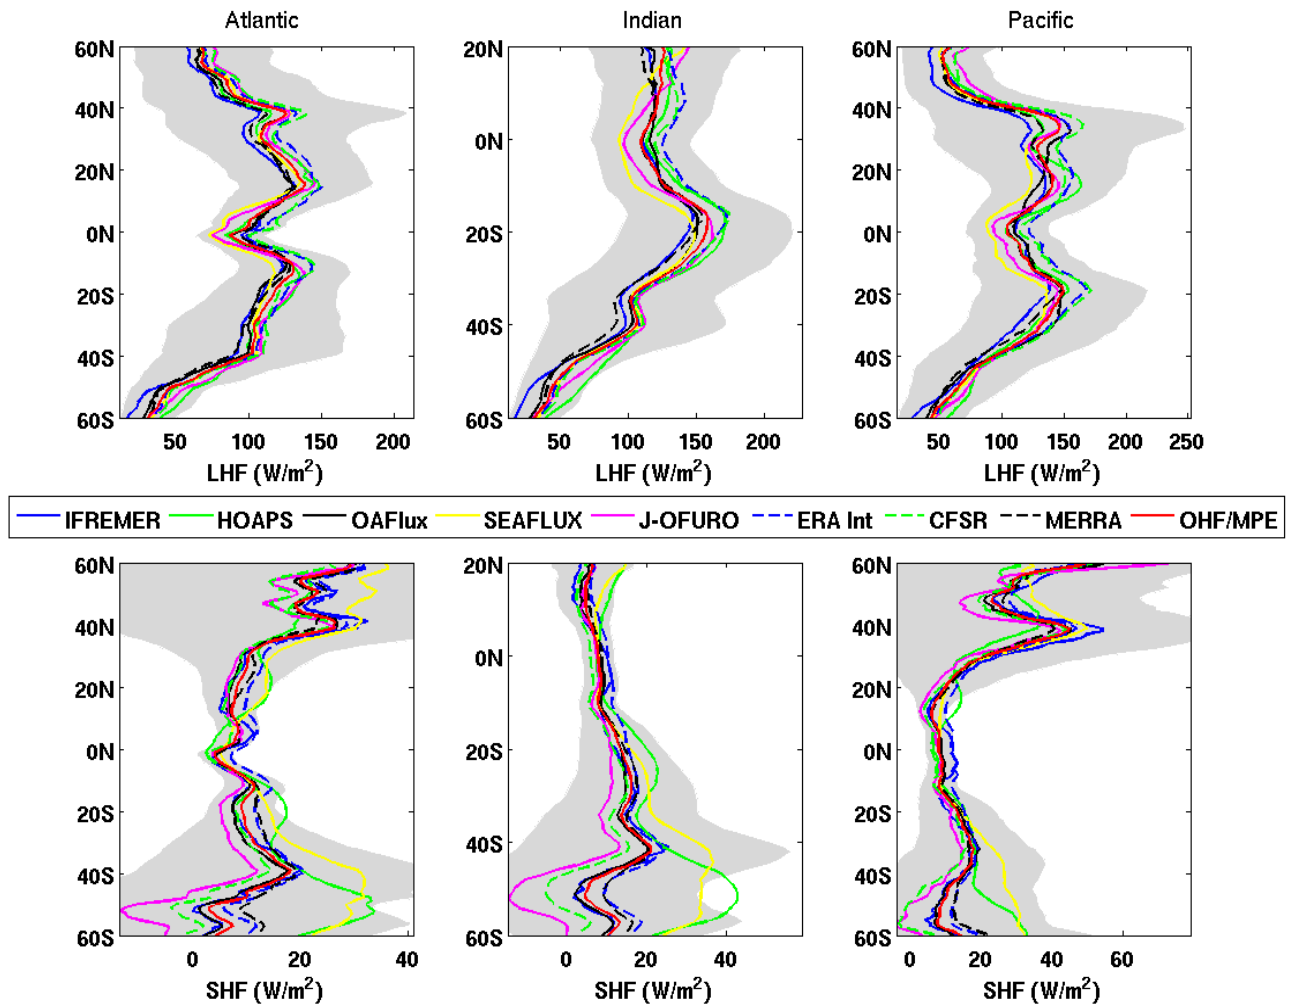 Atlantic Indian Pacific
60N 20N 60N
40N 40N
20N 0N 20N
0N 20S 0N
20S 20S
40S 40S 40S
60S 60S 60S
50 100 150 200 50 100 150 200 50 100 150 200 250
LHF (W/m²) LHF (W/m²) LHF (W/m²)
IFREMER HOAPS OAFlux SEAFLUX J-OFURO ERA Int CFSR MERRA OHF/MPE
60N 20N 60N
40N 40N
20N 0N 20N
0N 20S 0N
20S 20S
40S 40S 40S
60S 60S 60S
0 20 40 0 20 40 0 20 40 60
SHF (W/m²) SHF (W/m²) SHF (W/m²)